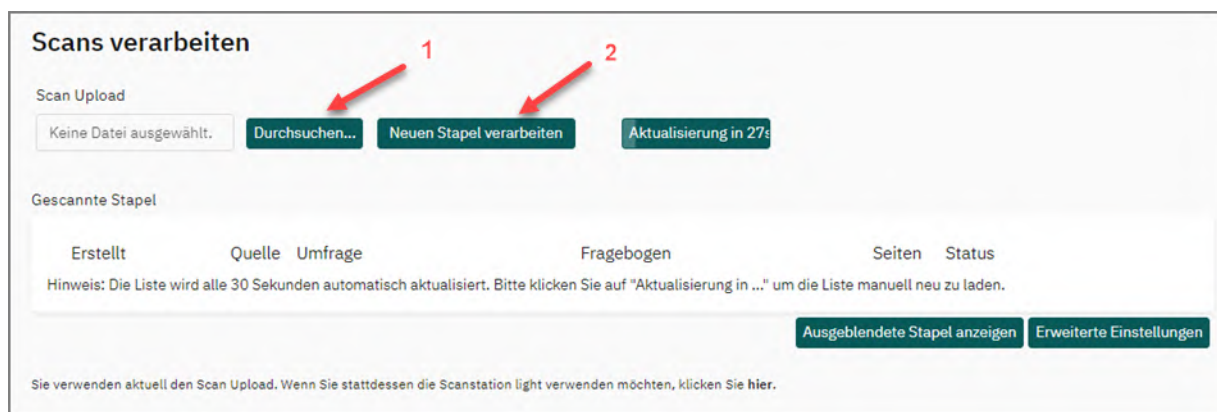 Scans verarbeiten
1
2
Scan Upload
Keine Datei ausgewählt. Durchsuchen... Neuen Stapel verarbeiten Aktualisierung in 27s
Gescannte Stapel
Erstellt Quelle Umfrage Fragebogen Seiten Status
Hinweis: Die Liste wird alle 30 Sekunden automatisch aktualisiert. Bitte klicken Sie auf "Aktualisierung in ..." um die Liste manuell neu zu laden.
Ausgeblendete Stapel anzeigen Erweiterte Einstellungen
Sie verwenden aktuell den Scan Upload. Wenn Sie stattdessen die Scanstation light verwenden möchten, klicken Sie hier.